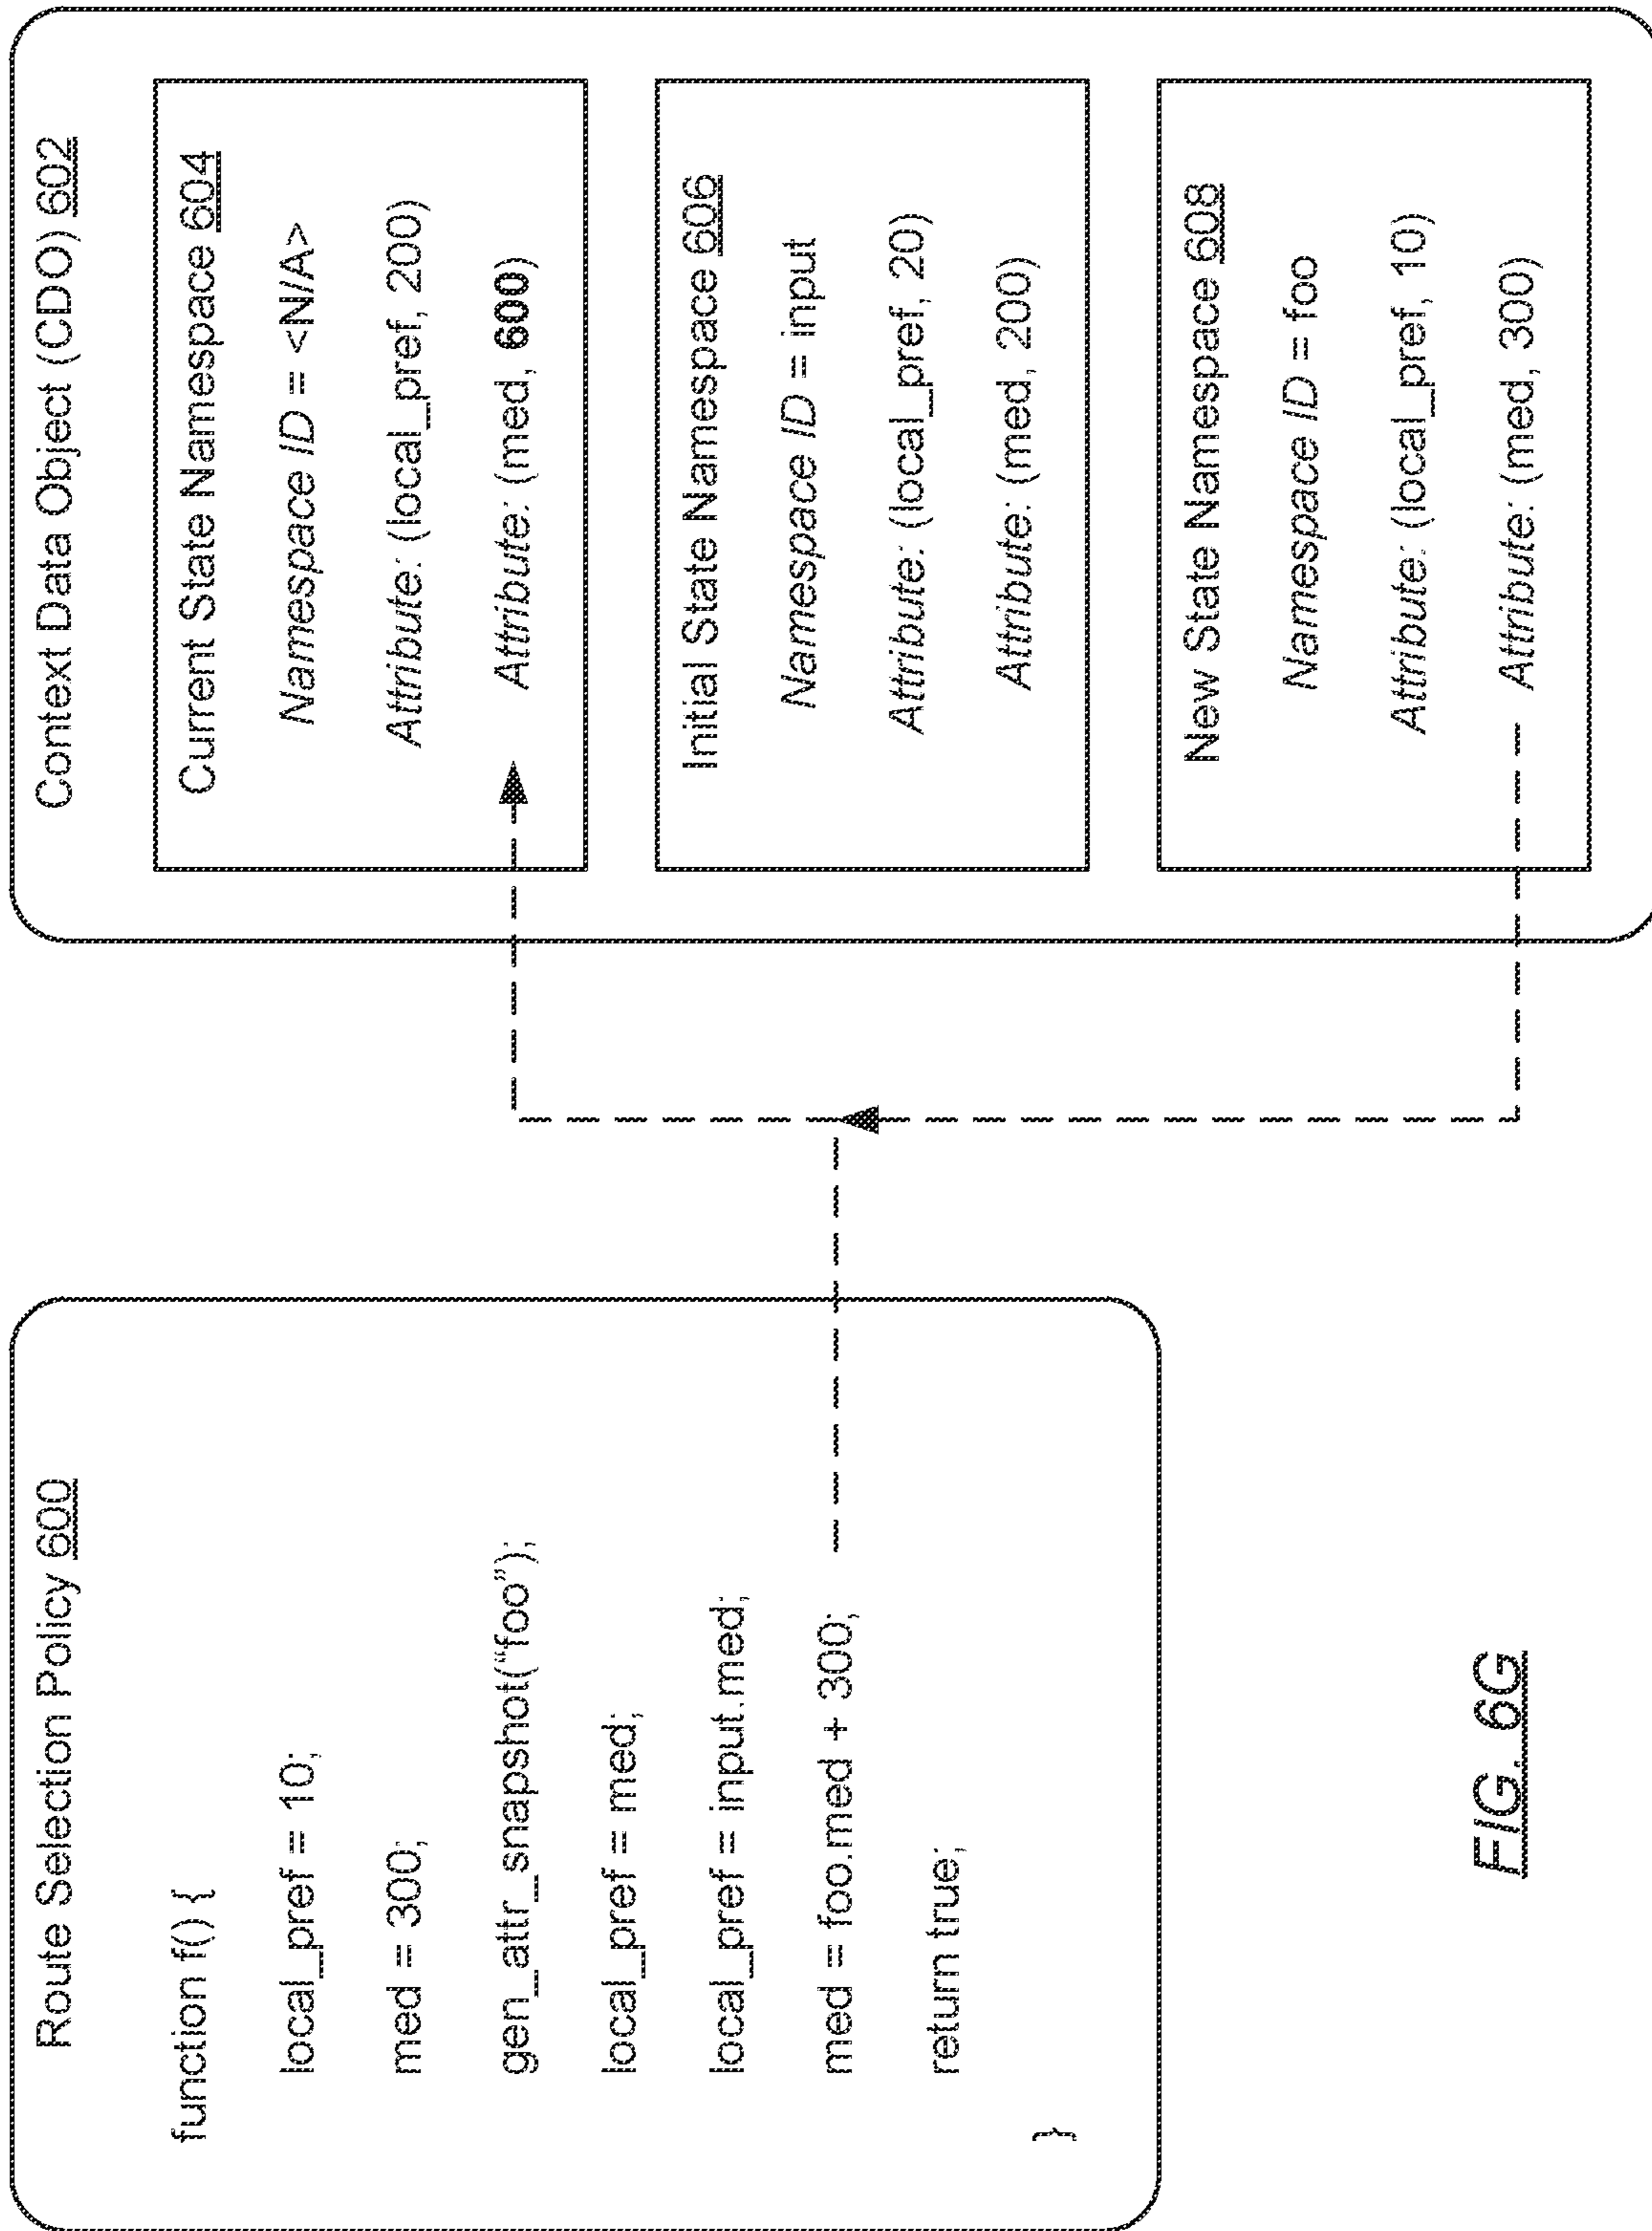 Route Selection Policy 600
function f() {
local_pref = 10;
med = 300;
gen_attr_snapshot(“foo”);
local_pref = med;
local_pref = input.med;
med = foo.med + 300;
return true;
}
Context Data Object (CDO) 602
Current State Namespace 604
Namespace ID = <N/A>
Attribute: (local_pref, 200)
Attribute: (med, 600)
Initial State Namespace 606
Namespace ID = input
Attribute: (local_pref, 20)
Attribute: (med, 200)
New State Namespace 608
Namespace ID = foo
Attribute: (local_pref, 10)
Attribute: (med, 300)
FIG. 6G